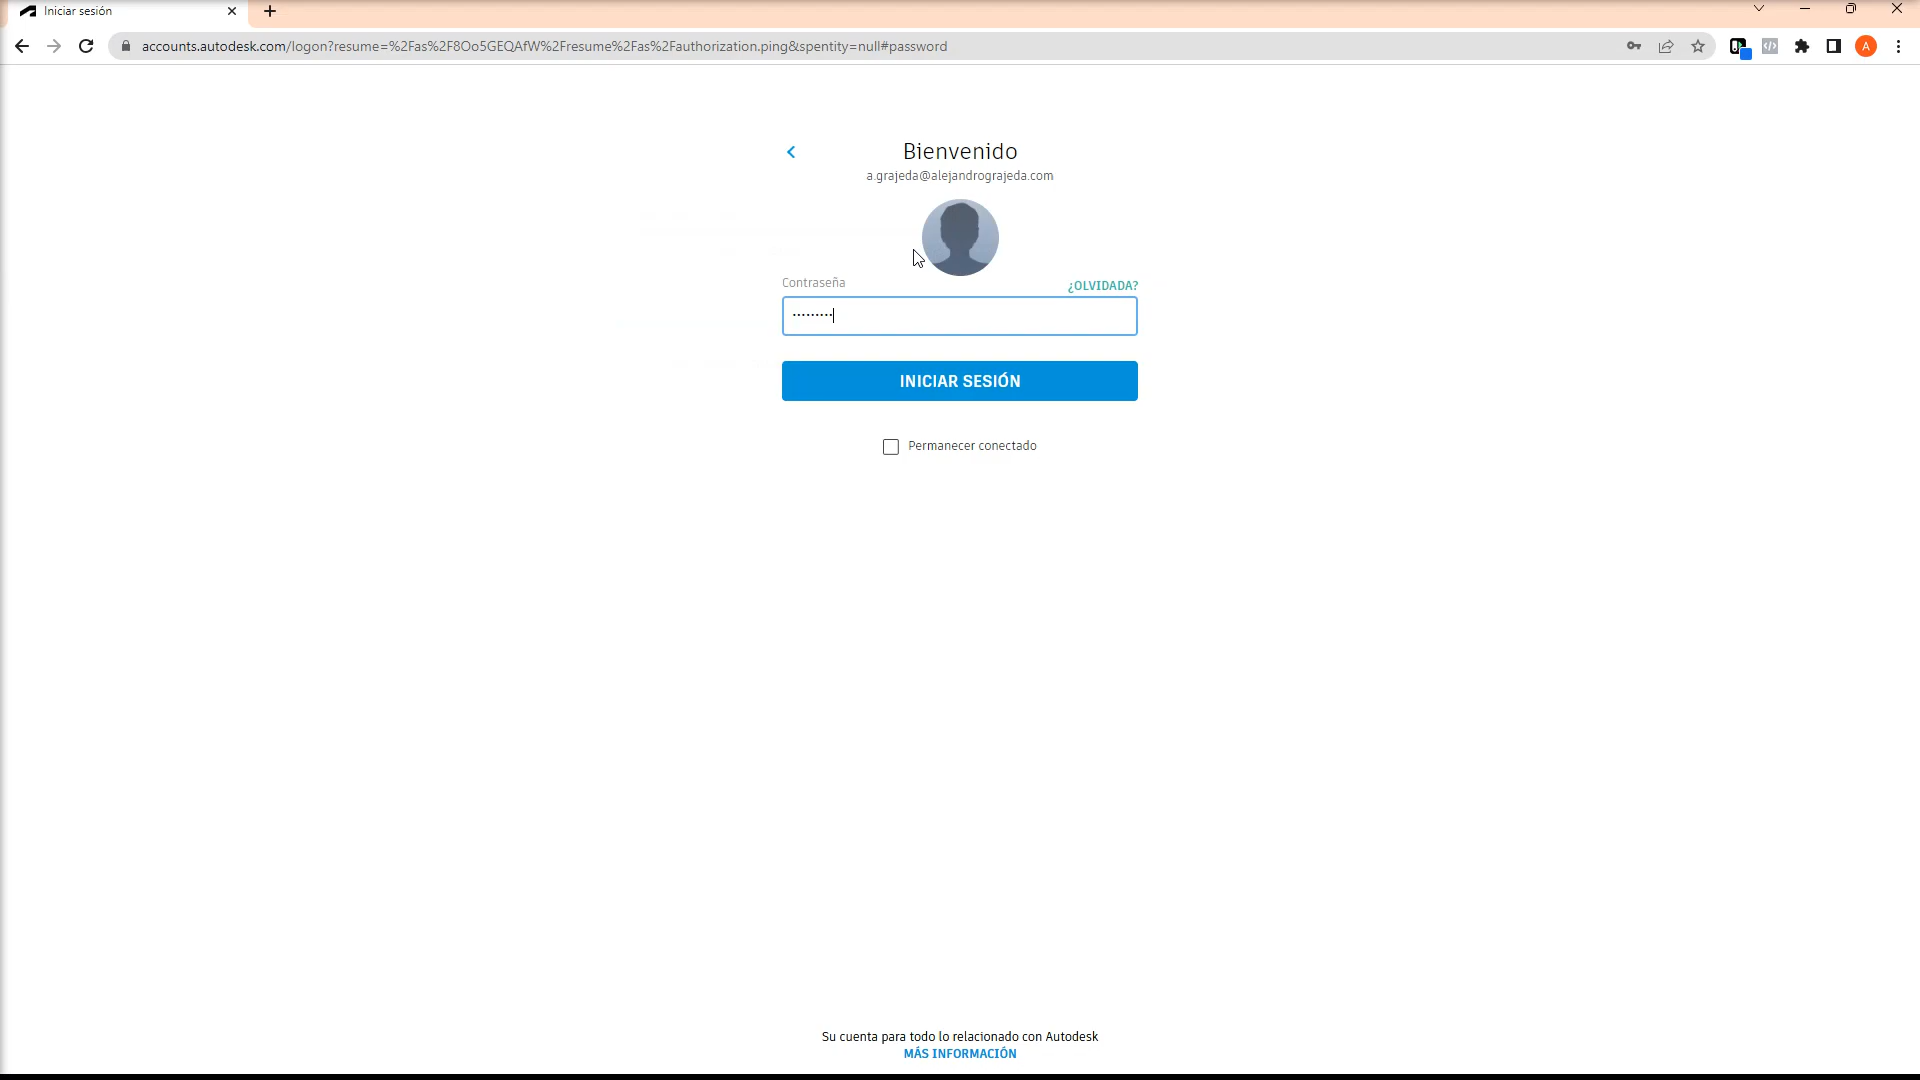 Iniciar sesión
accounts.autodesk.com/logon?resume=%2Fas%2F8Oo5GEQAfW%2Fresume%2Fas%2Fauthorization.ping&spentity=null#password
A
Bienvenido
a.grajeda@alejandrograjeda.com
Contraseña
¿OLVIDADA?
INICIAR SESIÓN
Permanecer conectado
Su cuenta para todo lo relacionado con Autodesk
MÁS INFORMACIÓN